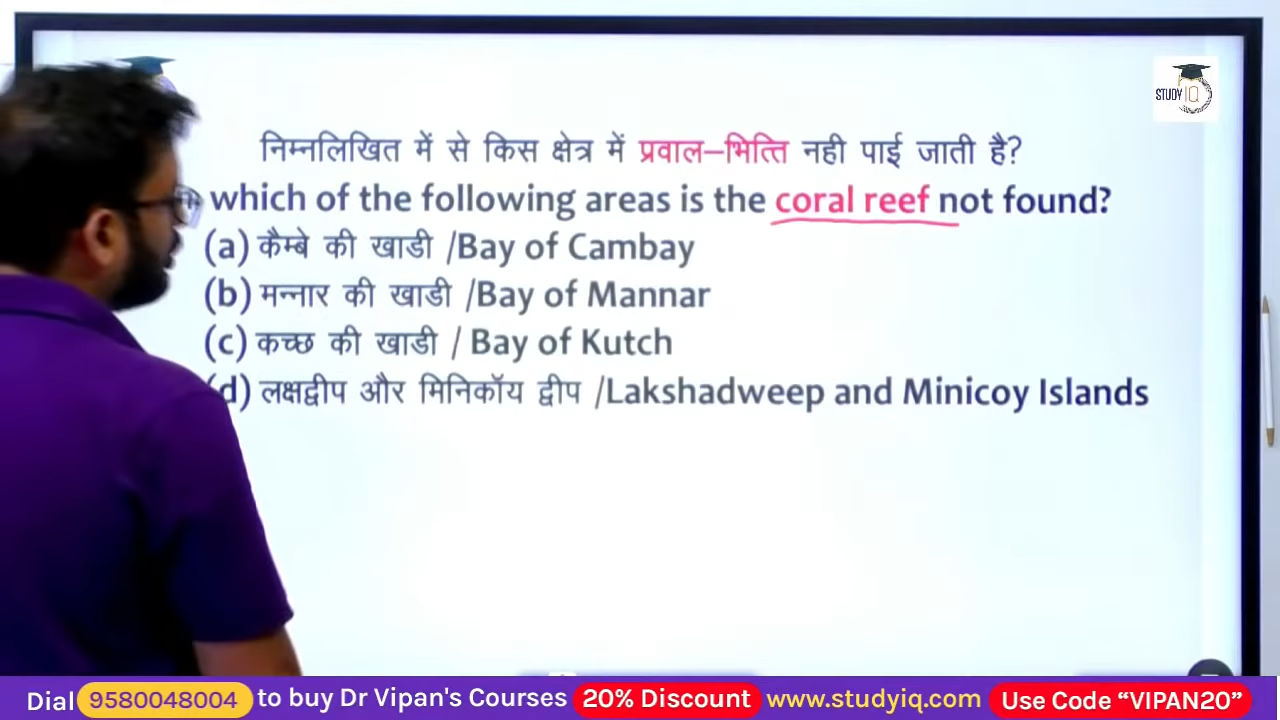 STUDY IQ
निम्नलिखित में से किस क्षेत्र में प्रवाल–भित्ति नही पाई जाती है?
which of the following areas is the coral reef not found?
(a) कैम्बे की खाडी /Bay of Cambay
(b) मन्नार की खाडी /Bay of Mannar
(c) कच्छ की खाडी / Bay of Kutch
(d) लक्षद्वीप और मिनिकॉय द्वीप /Lakshadweep and Minicoy Islands
Dial 9580048004 to buy Dr Vipan's Courses 20% Discount www.studyiq.com Use Code “VIPAN20”